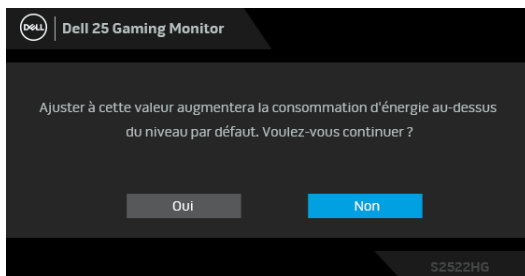 DELL Dell 25 Gaming Monitor
Ajuster à cette valeur augmentera la consommation d'énergie au-dessus
du niveau par défaut. Voulez-vous continuer ?
Oui Non
S2522HG